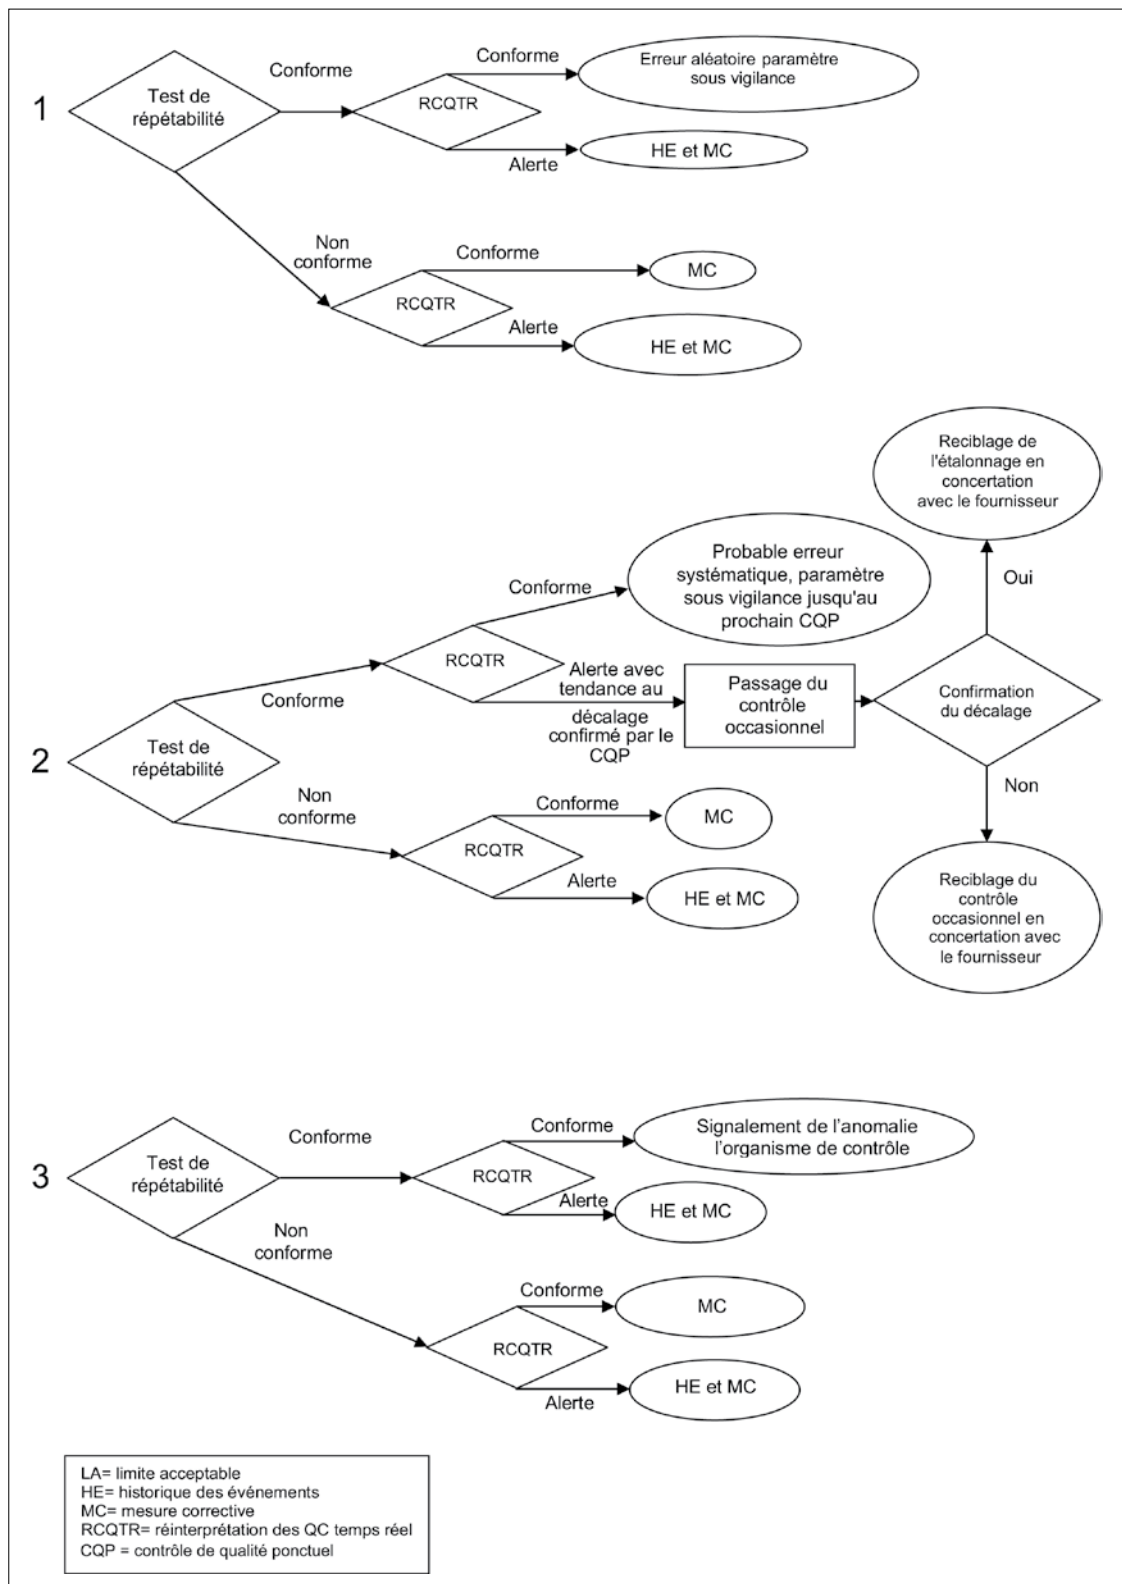 1
Test de
répétabilité
Conforme
RCQTR
Conforme
Erreur aléatoire paramètre
sous vigilance
Alerte
HE et MC
Non
conforme
RCQTR
Conforme
MC
Alerte
HE et MC
2
Test de
répétabilité
Conforme
RCQTR
Conforme
Probable erreur
systématique, paramètre
sous vigilance jusqu'au
prochain CQP
Alerte avec
tendance au
décalage
confirmé par le
CQP
Passage du
contrôle
occasionnel
Confirmation
du décalage
Oui
Reciblage de
l'étalonnage en
concertation
avec le fournisseur
Non
Reciblage du
contrôle
occasionnel en
concertation avec
le fournisseur
Non
conforme
RCQTR
Conforme
MC
Alerte
HE et MC
3
Test de
répétabilité
Conforme
RCQTR
Conforme
Signalement de l’anomalie
l’organisme de contrôle
Alerte
HE et MC
Non
conforme
RCQTR
Conforme
MC
Alerte
HE et MC
LA= limite acceptable
HE= historique des événements
MC= mesure corrective
RCQTR= réinterprétation des QC temps réel
CQP = contrôle de qualité ponctuel